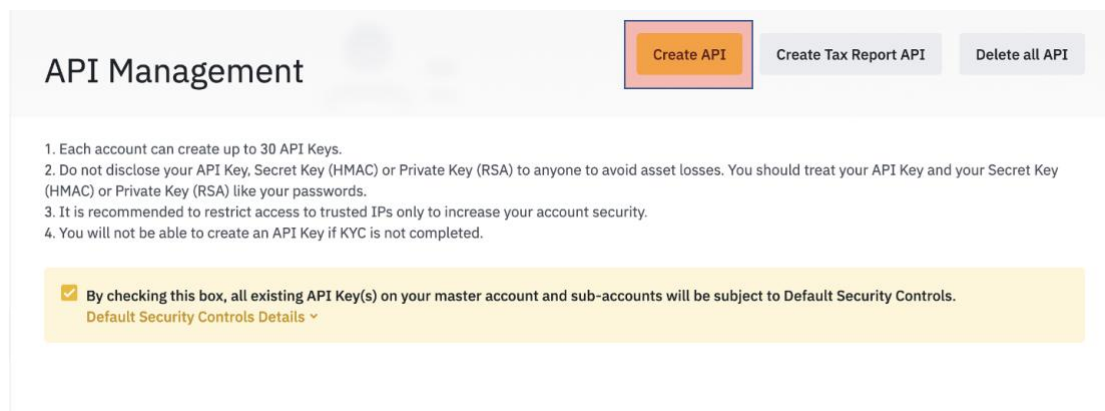 API Management
Create API
Create Tax Report API
Delete all API
1. Each account can create up to 30 API Keys.
2. Do not disclose your API Key, Secret Key (HMAC) or Private Key (RSA) to anyone to avoid asset losses. You should treat your API Key and your Secret Key
(HMAC) or Private Key (RSA) like your passwords.
3. It is recommended to restrict access to trusted IPs only to increase your account security.
4. You will not be able to create an API Key if KYC is not completed.
By checking this box, all existing API Key(s) on your master account and sub-accounts will be subject to Default Security Controls.
Default Security Controls Details